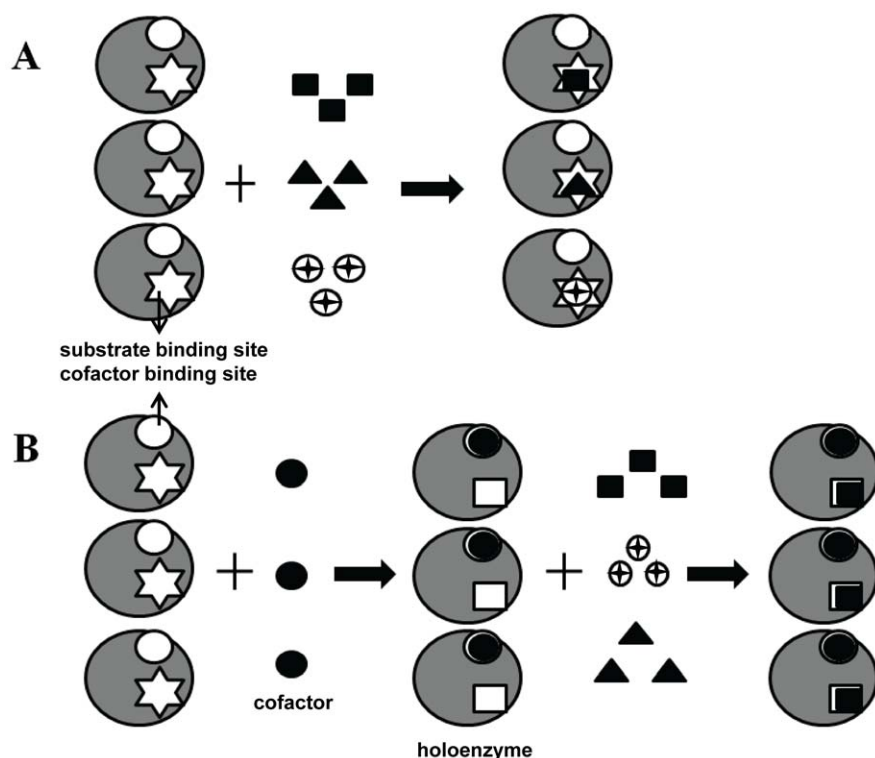 A
substrate binding site
cofactor binding site
B
cofactor
holoenzyme